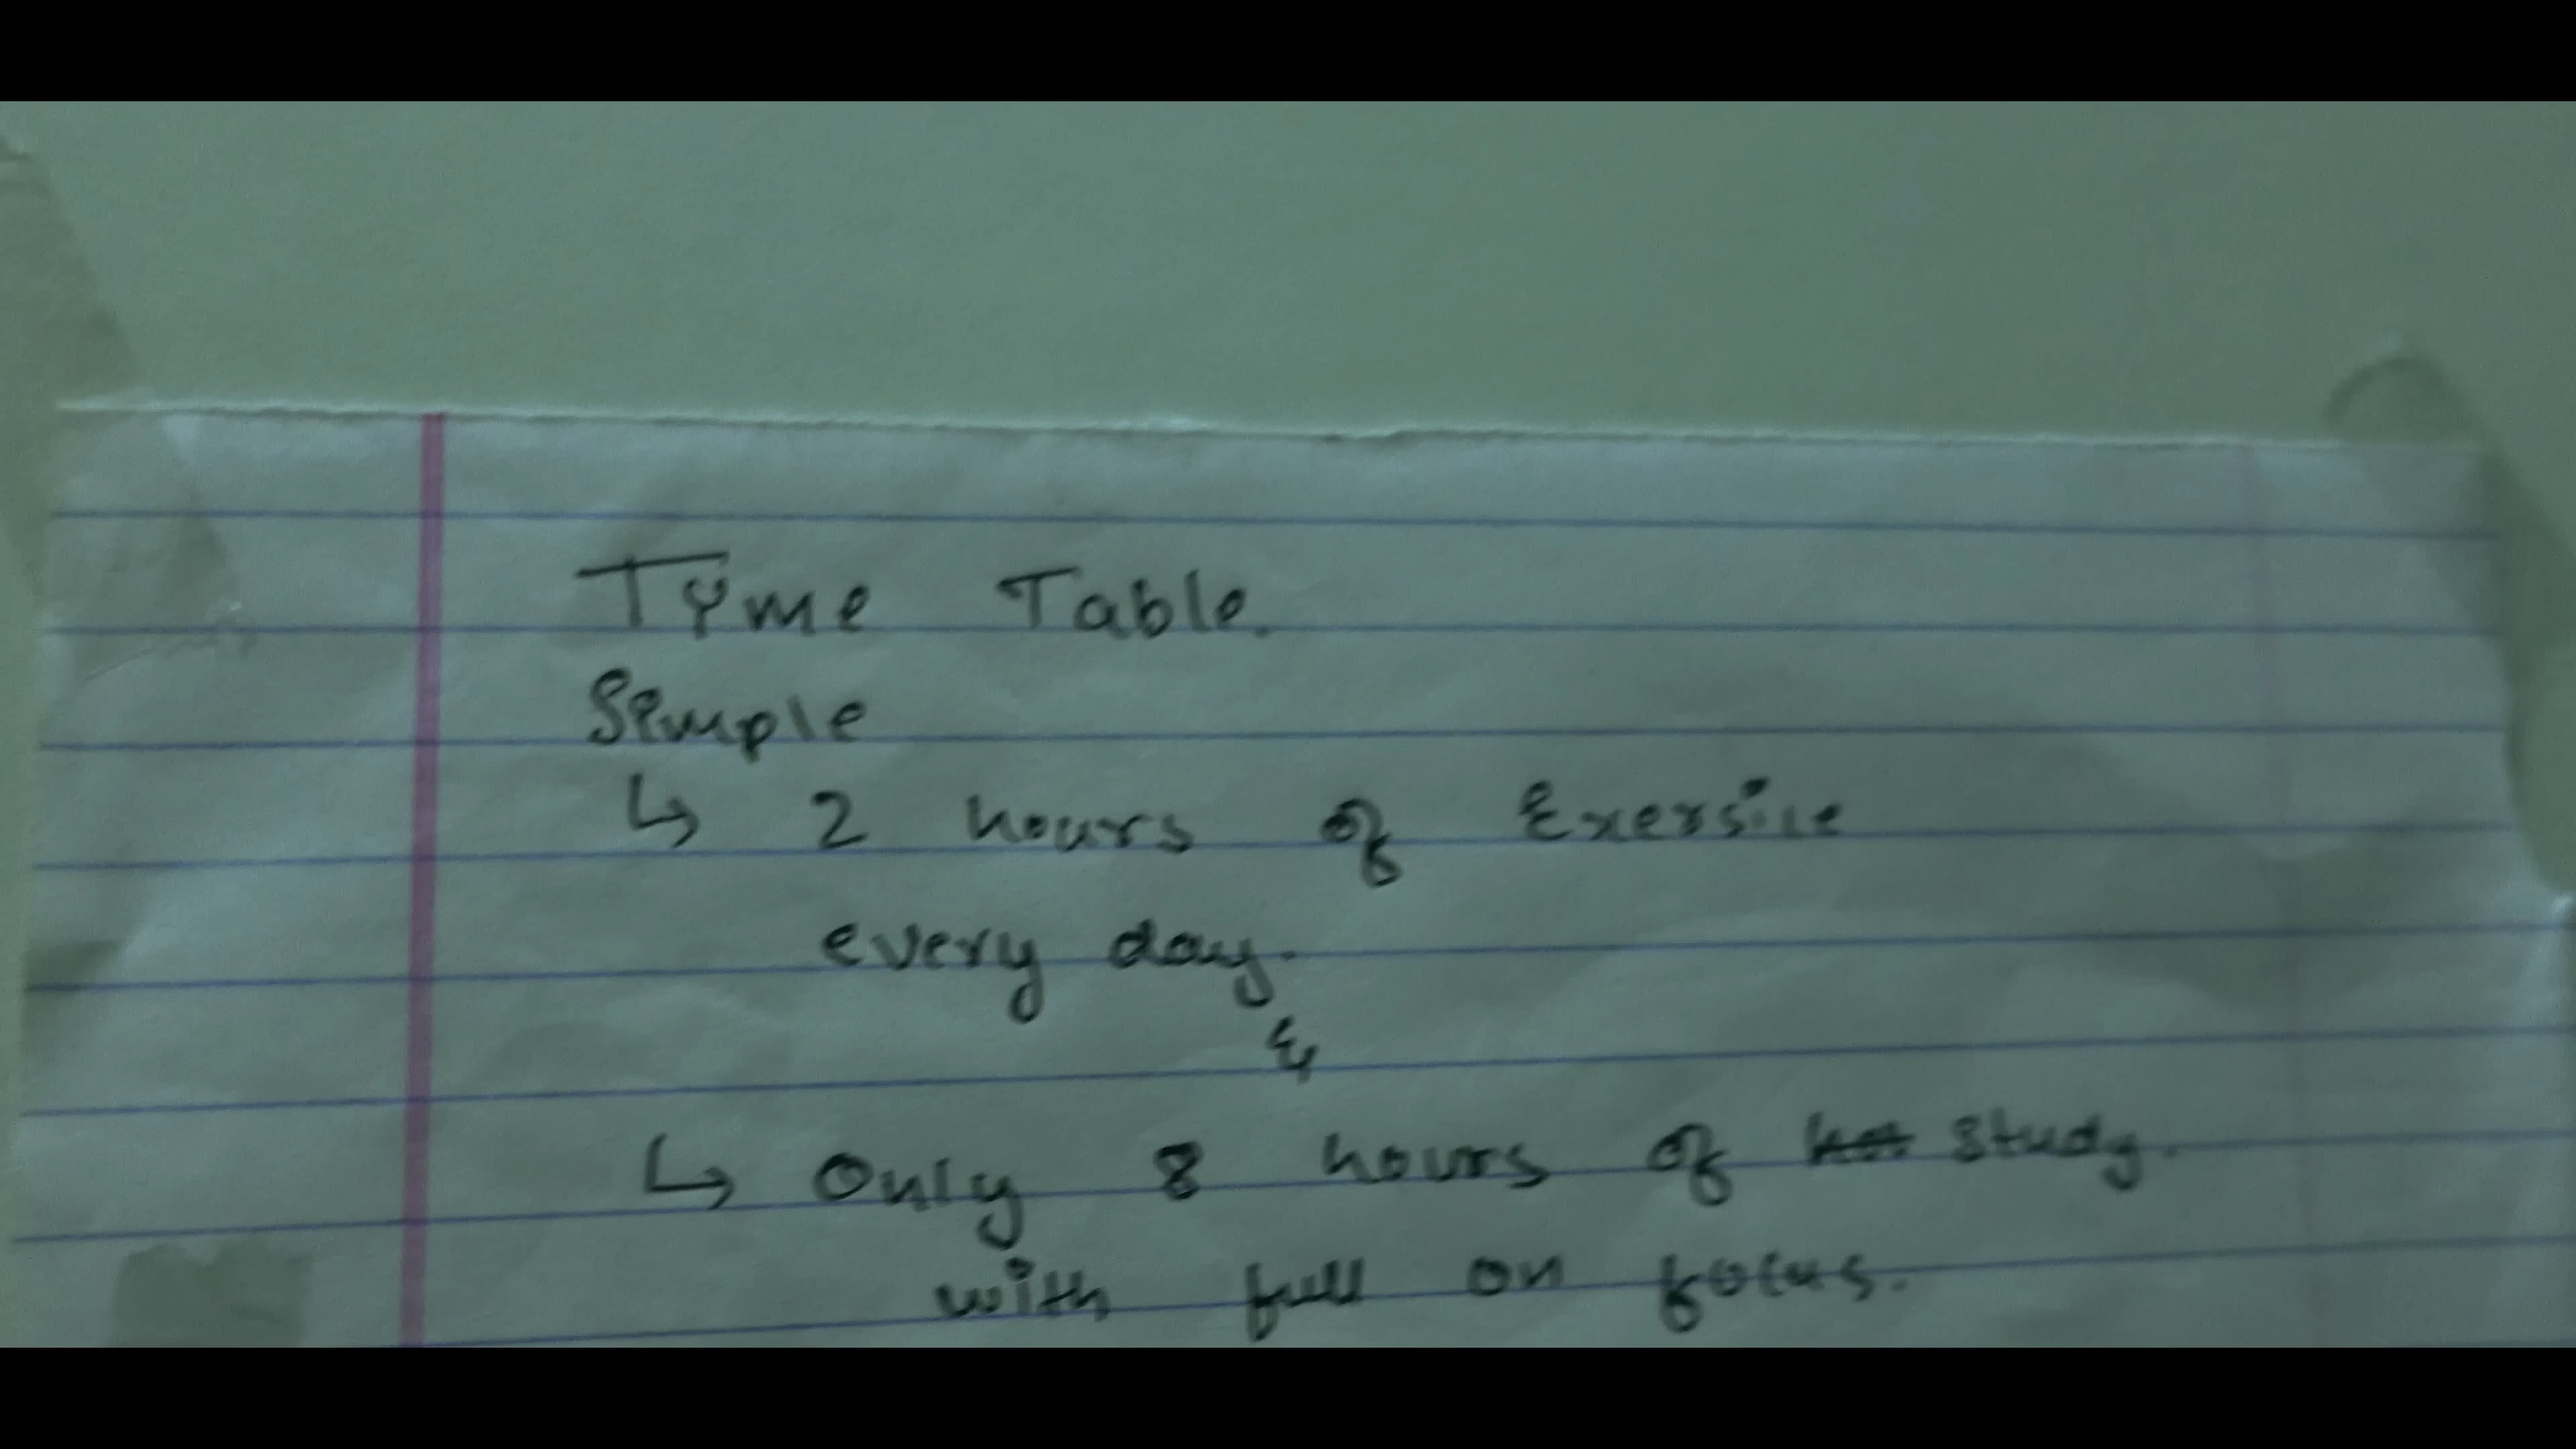 Tyme Table.
Simple
↳ 2 hours of Exersice
every day.
&
↳ Only 8 hours of Study.
with full on focus.